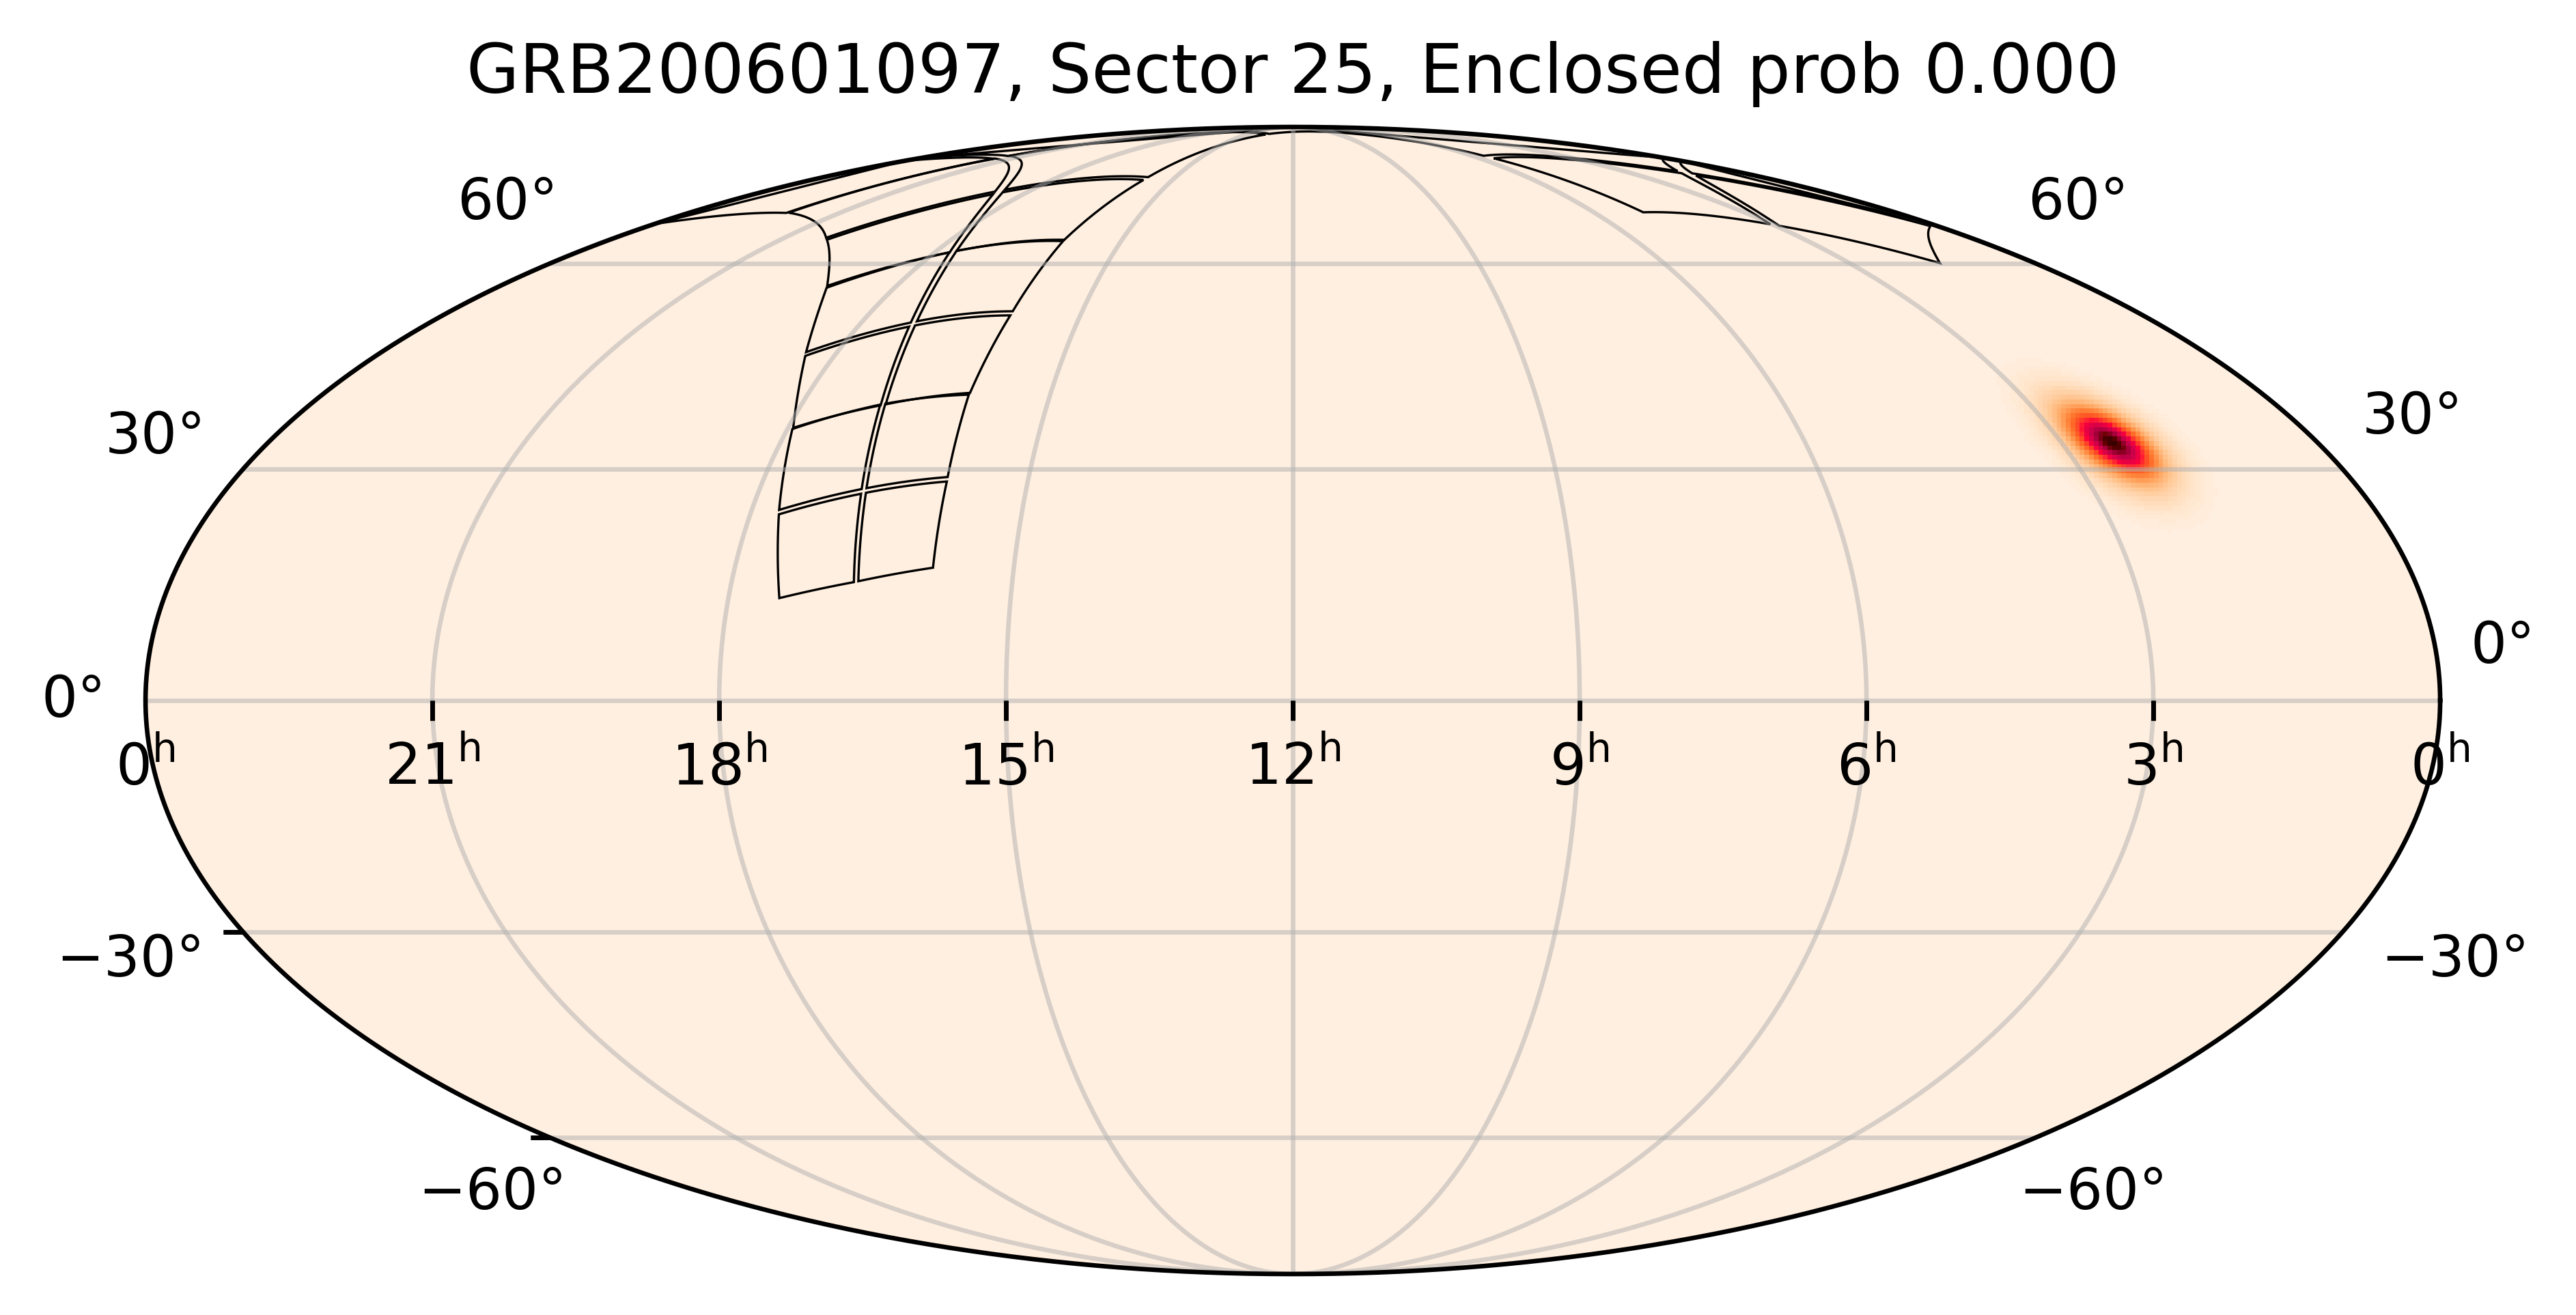 GRB200601097, Sector 25, Enclosed prob 0.000
60° 60°
30° 30°
0° 0°
0ʰ 21ʰ 18ʰ 15ʰ 12ʰ 9ʰ 6ʰ 3ʰ 0ʰ
−30° −30°
−60° −60°